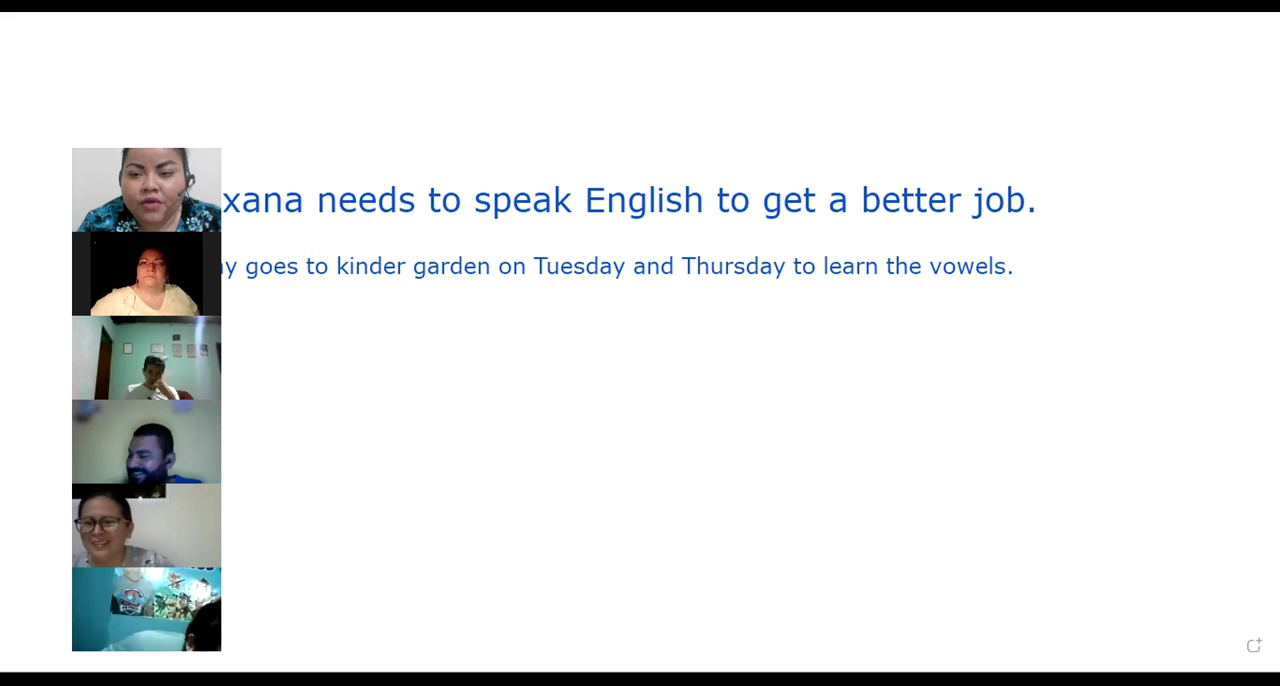 xana needs to speak English to get a better job.
goes to kinder garden on Tuesday and Thursday to learn the vowels.